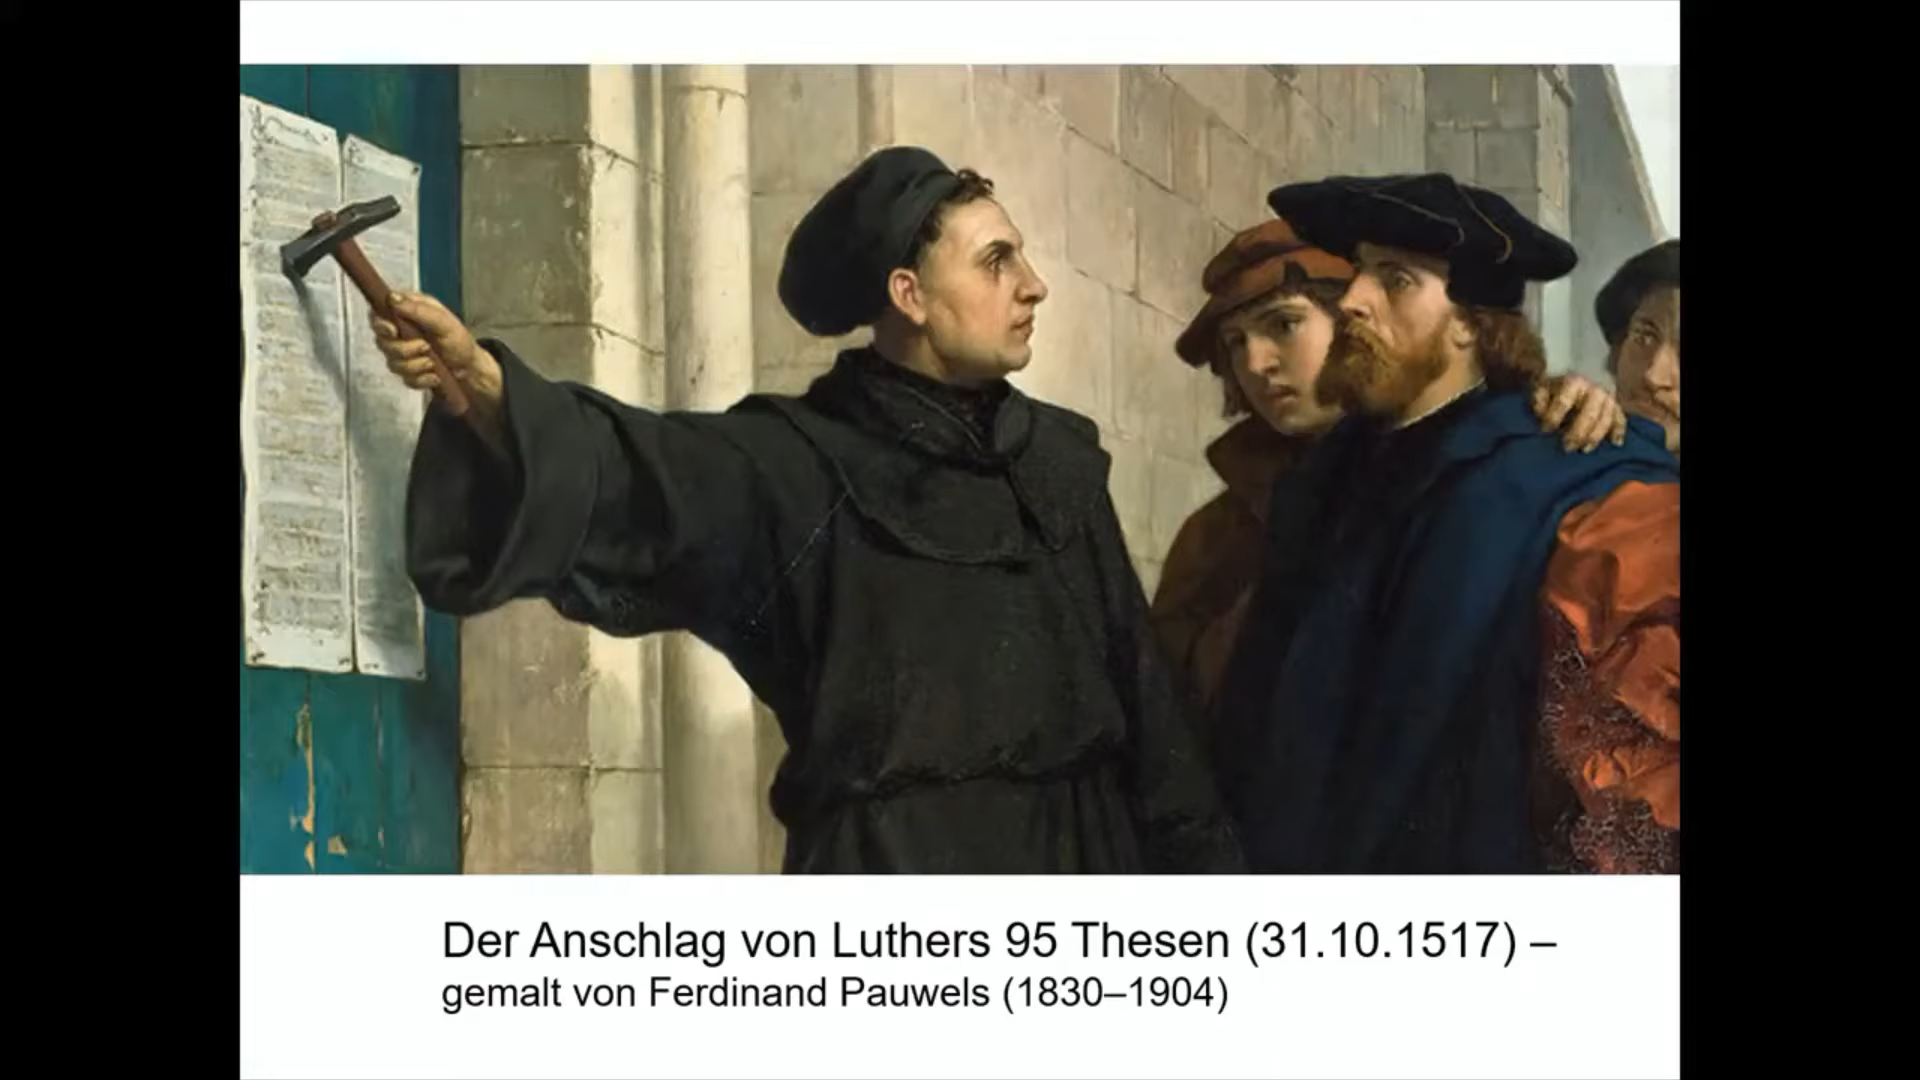 Der Anschlag von Luthers 95 Thesen (31.10.1517) –
gemalt von Ferdinand Pauwels (1830–1904)